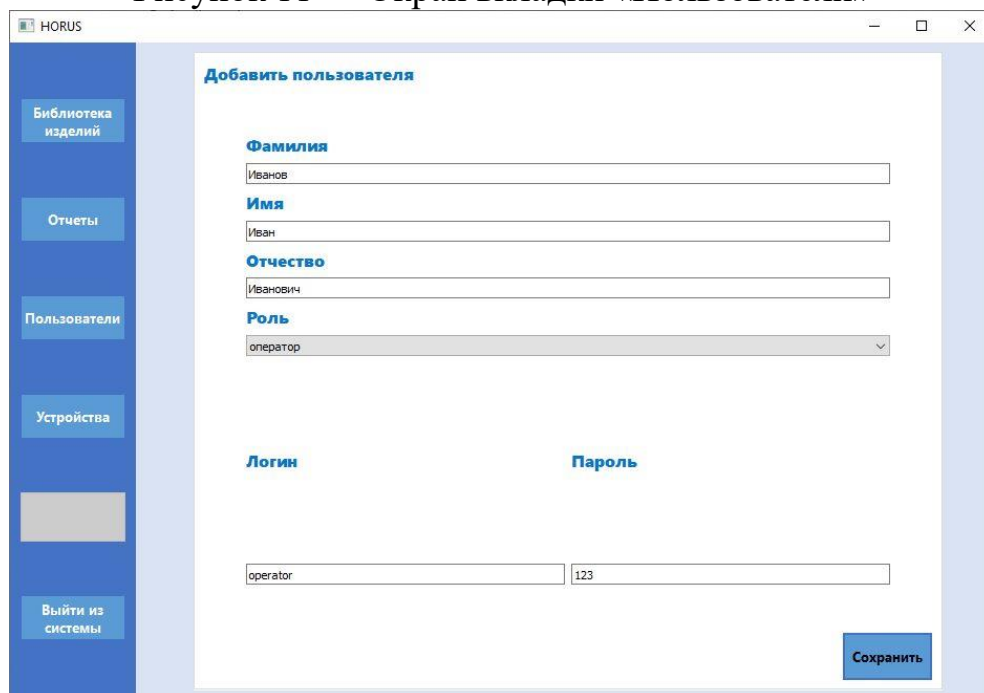 HORUS
Добавить пользователя
Библиотека
изделий
Фамилия
Иванов
Имя
Отчеты
Иван
Отчество
Иванович
Пользователи
Роль
оператор
Устройства
Логин
Пароль
operator
123
Выйти из
системы
Сохранить